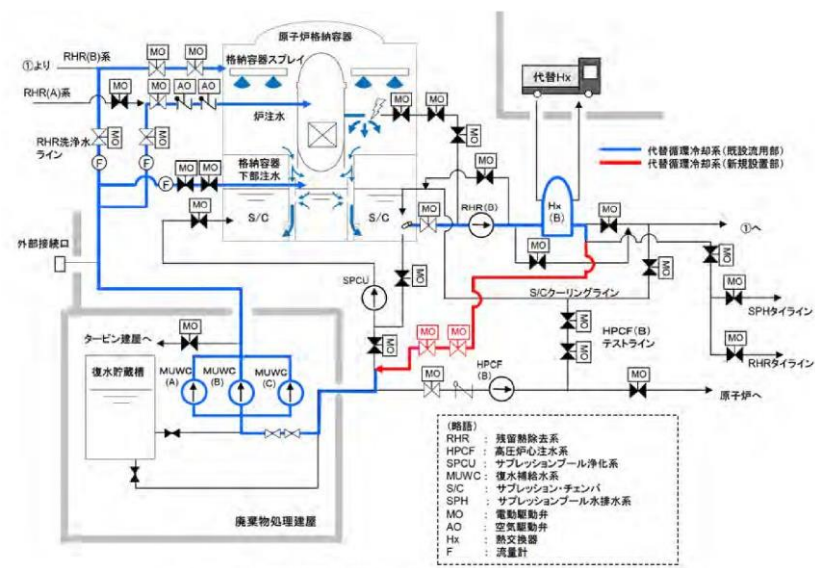 原子炉格納容器
RHR(B)系
①より
MO
MO
格納容器スプレイ
MO
MO
代替Hx
RHR(A)系
MO
MO
AO
AO
炉注水
MO
MO
MO
RHR洗浄水
ライン
MO
MO
代替循環冷却系(既設流用部)
代替循環冷却系(新規設置部)
F
F
格納容器
下部注水
F
MO
MO
MO
MO
S/C
S/C
MO
RHR(B)
Hx
(B)
MO
①へ
MO
MO
MO
外部接続口
SPCU
MO
S/Cクーリングライン
MO
MO
SPHタイライン
MO
HPCF(B)
テストライン
タービン建屋へ
MO
MO
MO
MO
MO
MO
RHRタイライン
復水貯蔵槽
MUWC
(A)
MUWC
(B)
MUWC
(C)
MO
HPCF
(B)
MO
原子炉へ
廃棄物処理建屋
(略語)
RHR : 残留熱除去系
HPCF : 高圧炉心注水系
SPCU : サプレッションプール浄化系
MUWC : 復水補給水系
S/C : サプレッション・チェンバ
SPH : サプレッションプール水排水系
MO : 電動駆動弁
AO : 空気駆動弁
Hx : 熱交換器
F : 流量計